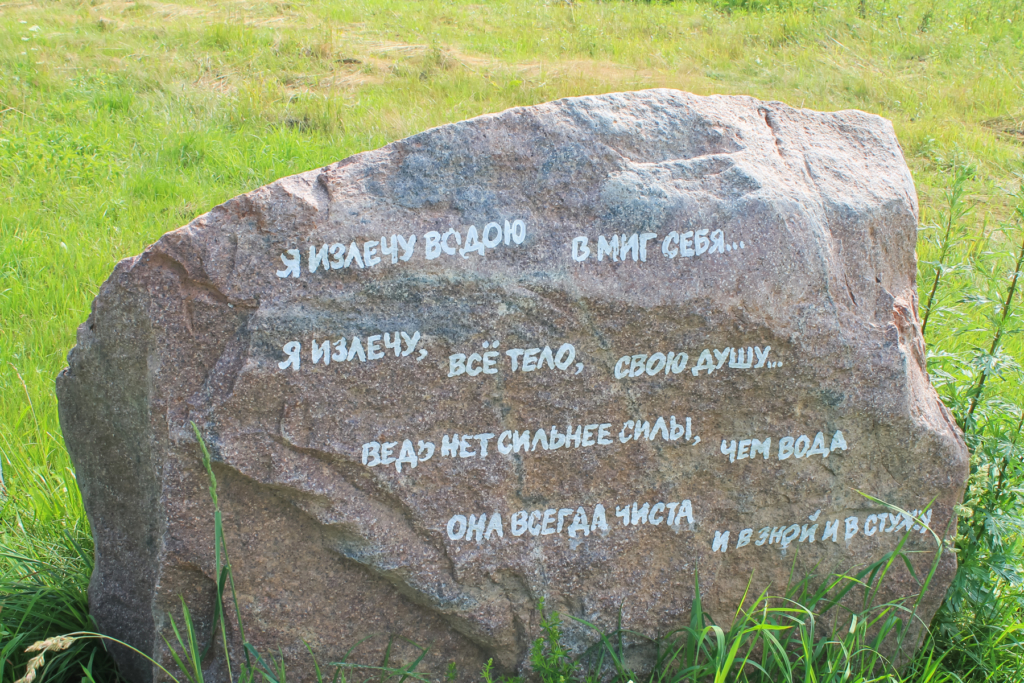 Я ИЗЛЕЧУ ВОДОЮ В МИГ СЕБЯ...
Я ИЗЛЕЧУ, ВСЁ ТЕЛО, СВОЮ ДУШУ...
ВЕДЬ НЕТ СИЛЬНЕЕ СИЛЫ, ЧЕМ ВОДА
ОНА ВСЕГДА ЧИСТА И В ЗНОЙ И В СТУЖУ